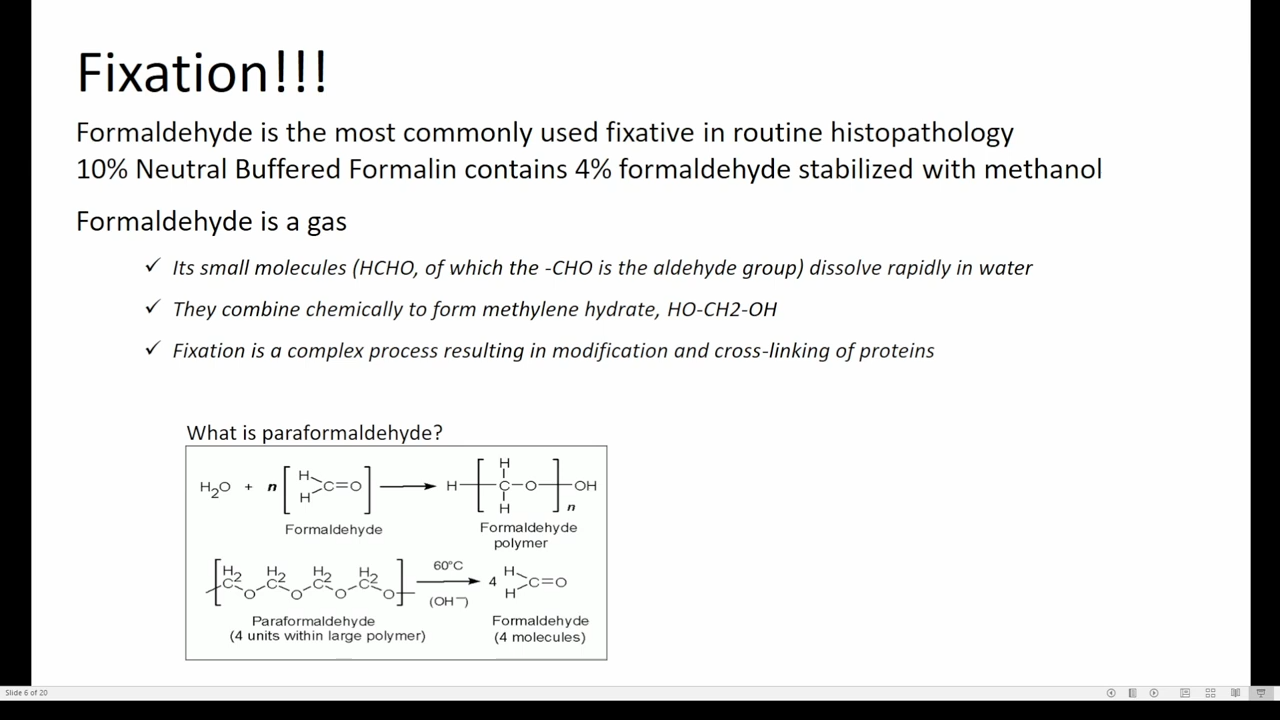 Fixation!!!
Formaldehyde is the most commonly used fixative in routine histopathology
10% Neutral Buffered Formalin contains 4% formaldehyde stabilized with methanol
Formaldehyde is a gas
✓ Its small molecules (HCHO, of which the -CHO is the aldehyde group) dissolve rapidly in water
✓ They combine chemically to form methylene hydrate, HO-CH2-OH
✓ Fixation is a complex process resulting in modification and cross-linking of proteins
What is paraformaldehyde?
H2O + n [H H C=O] → H [H C O H] n OH
Formaldehyde
Formaldehyde
polymer
[H2 C O H2 C O H2 C O H2 C O] 60°C (OH⁻) → 4 H H C=O
Paraformaldehyde
(4 units within large polymer)
Formaldehyde
(4 molecules)
Slide 6 of 20